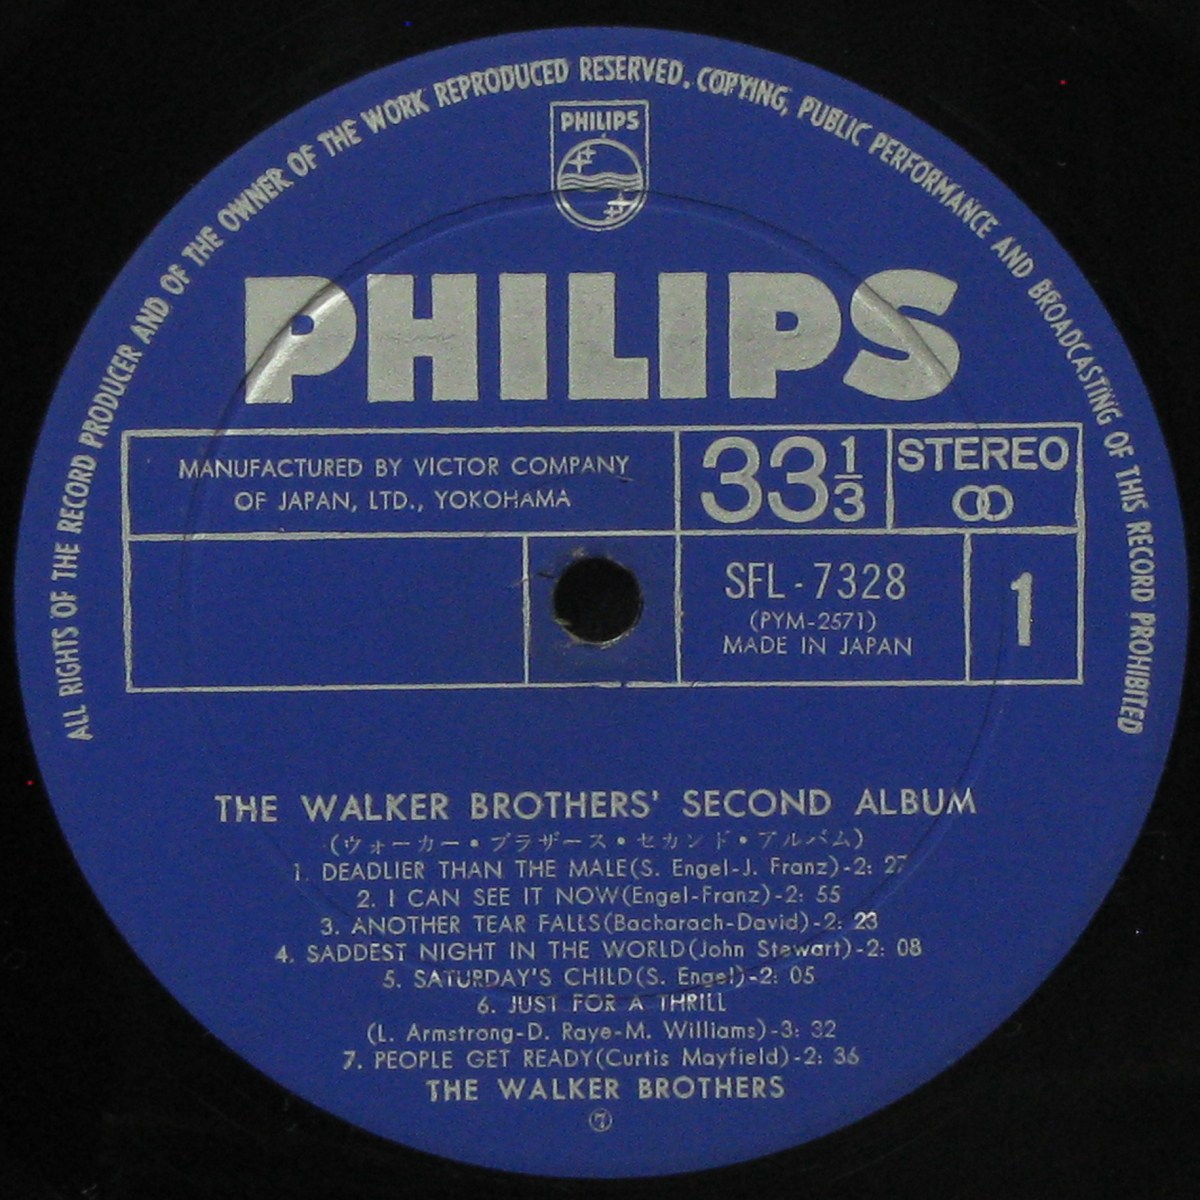 ALL RIGHTS OF THE RECORD PRODUCER AND OF THE OWNER OF THE WORK REPRODUCED RESERVED. COPYING, PUBLIC PERFORMANCE AND BROADCASTING OF THIS RECORD PROHIBITED
PHILIPS
PHILIPS
MANUFACTURED BY VICTOR COMPANY
OF JAPAN, LTD., YOKOHAMA
33 1/3
STEREO
SFL-7328
(PYM-2571)
MADE IN JAPAN
1
THE WALKER BROTHERS' SECOND ALBUM
(ウォーカー・ブラザース・セカンド・アルバム)
1. DEADLIER THAN THE MALE(S. Engel-J. Franz)-2: 27
2. I CAN SEE IT NOW(Engel-Franz)-2: 55
3. ANOTHER TEAR FALLS(Bacharach-David)-2: 23
4. SADDEST NIGHT IN THE WORLD(John Stewart)-2: 08
5. SATURDAY'S CHILD(S. Engel)-2: 05
6. JUST FOR A THRILL
(L. Armstrong-D. Raye-M. Williams)-3: 32
7. PEOPLE GET READY(Curtis Mayfield)-2: 36
THE WALKER BROTHERS
⑦